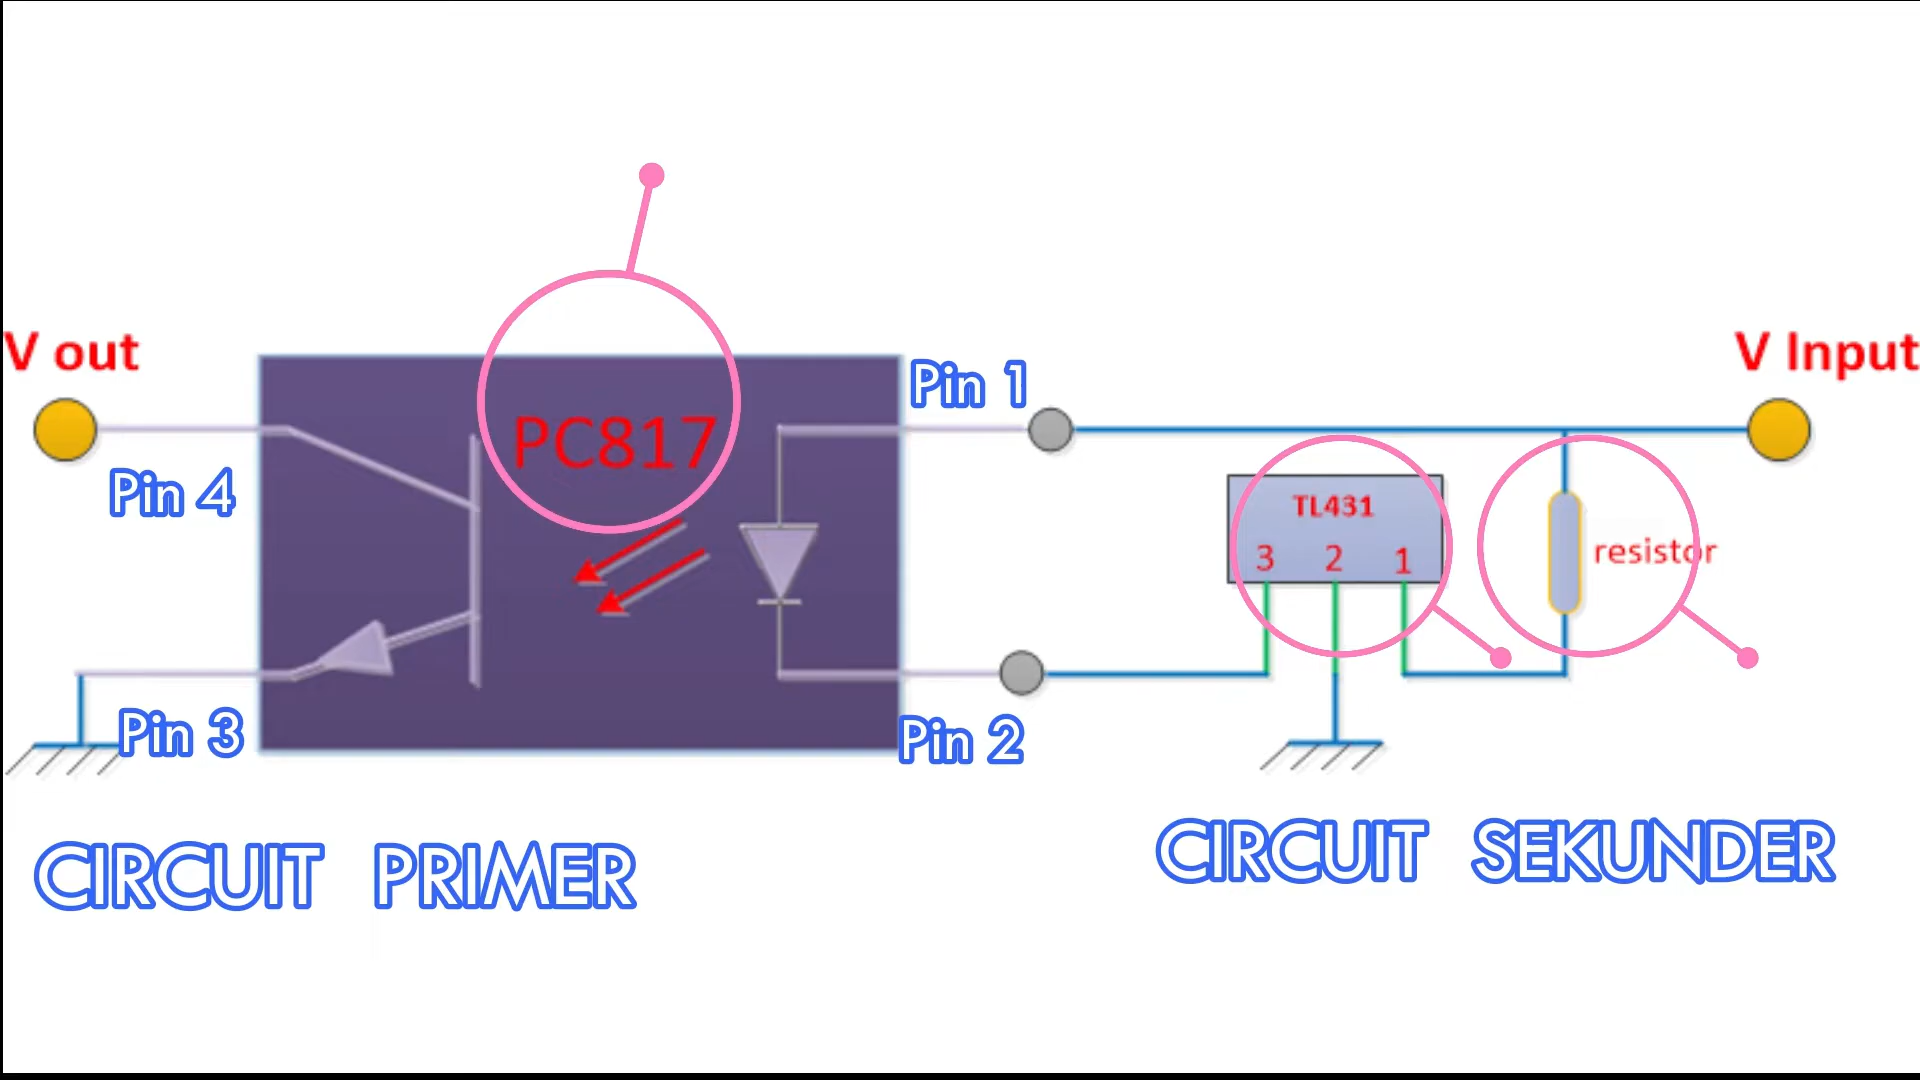 V out
V Input
Pin 1
PC817
Pin 4
TL431
3 2 1
resistor
Pin 3
Pin 2
CIRCUIT PRIMER
CIRCUIT SEKUNDER